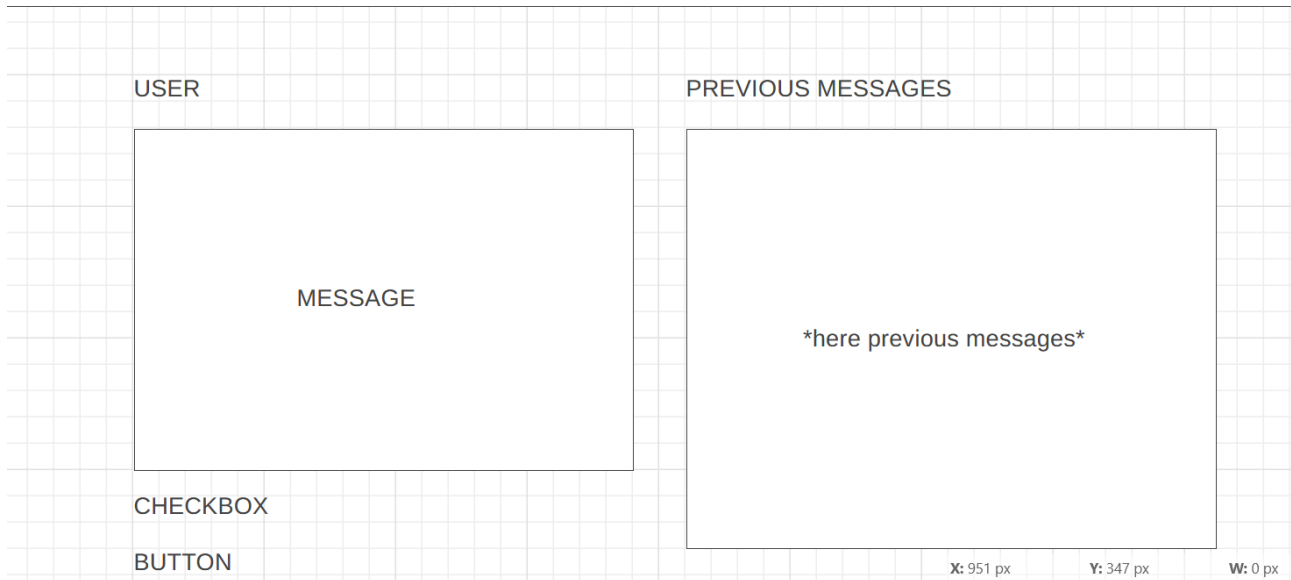 USER
PREVIOUS MESSAGES
MESSAGE
*here previous messages*
CHECKBOX
BUTTON
X: 951 px Y: 347 px W: 0 px